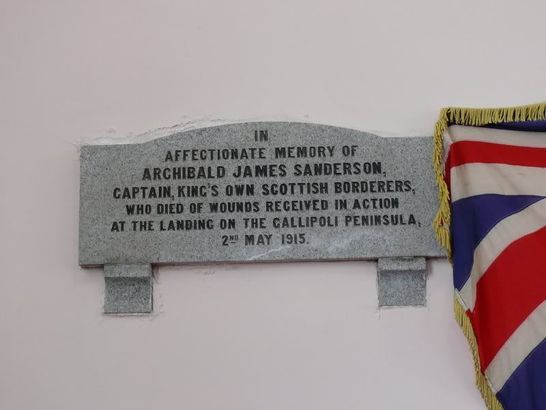 IN
AFFECTIONATE MEMORY OF
ARCHIBALD JAMES SANDERSON,
CAPTAIN, KING'S OWN SCOTTISH BORDERERS,
WHO DIED OF WOUNDS RECEIVED IN ACTION
AT THE LANDING ON THE GALLIPOLI PENINSULA,
2ND MAY 1915.